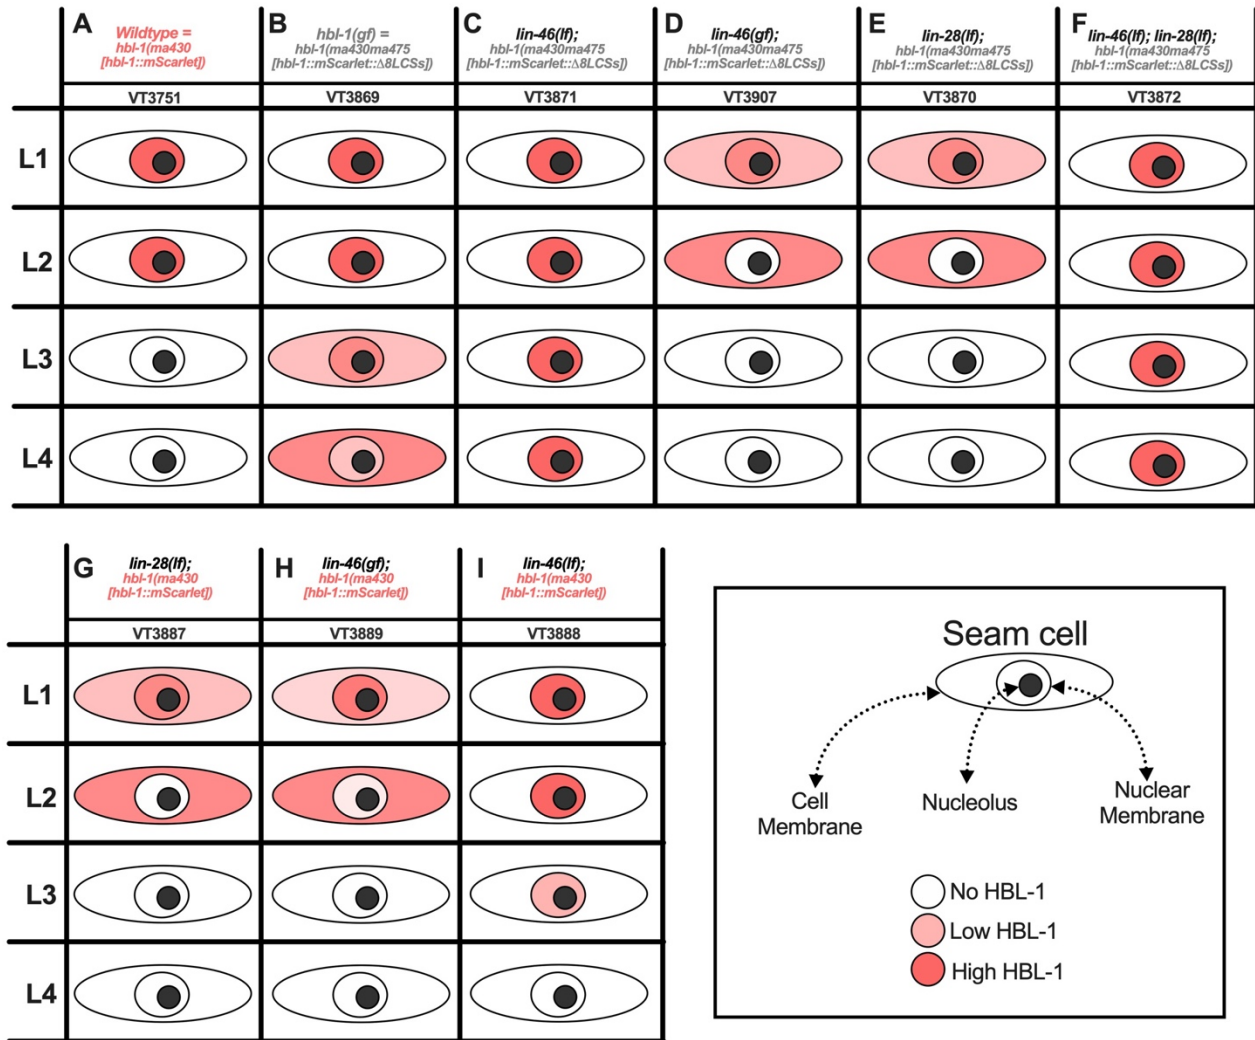 A
Wildtype =
hbl-1(ma430
[hbl-1::mScarlet])
VT3751
B
hbl-1(gf) =
hbl-1(ma430ma475
[hbl-1::mScarlet::Δ8LCSs])
VT3869
C
lin-46(lf);
hbl-1(ma430ma475
[hbl-1::mScarlet::Δ8LCSs])
VT3871
D
lin-46(gf);
hbl-1(ma430ma475
[hbl-1::mScarlet::Δ8LCSs])
VT3907
E
lin-28(lf);
hbl-1(ma430ma475
[hbl-1::mScarlet::Δ8LCSs])
VT3870
F
lin-46(lf); lin-28(lf);
hbl-1(ma430ma475
[hbl-1::mScarlet::Δ8LCSs])
VT3872
L1
L2
L3
L4
G
lin-28(lf);
hbl-1(ma430
[hbl-1::mScarlet])
VT3887
H
lin-46(gf);
hbl-1(ma430
[hbl-1::mScarlet])
VT3889
I
lin-46(lf);
hbl-1(ma430
[hbl-1::mScarlet])
VT3888
L1
L2
L3
L4
Seam cell
Cell
Membrane
Nucleolus
Nuclear
Membrane
No HBL-1
Low HBL-1
High HBL-1